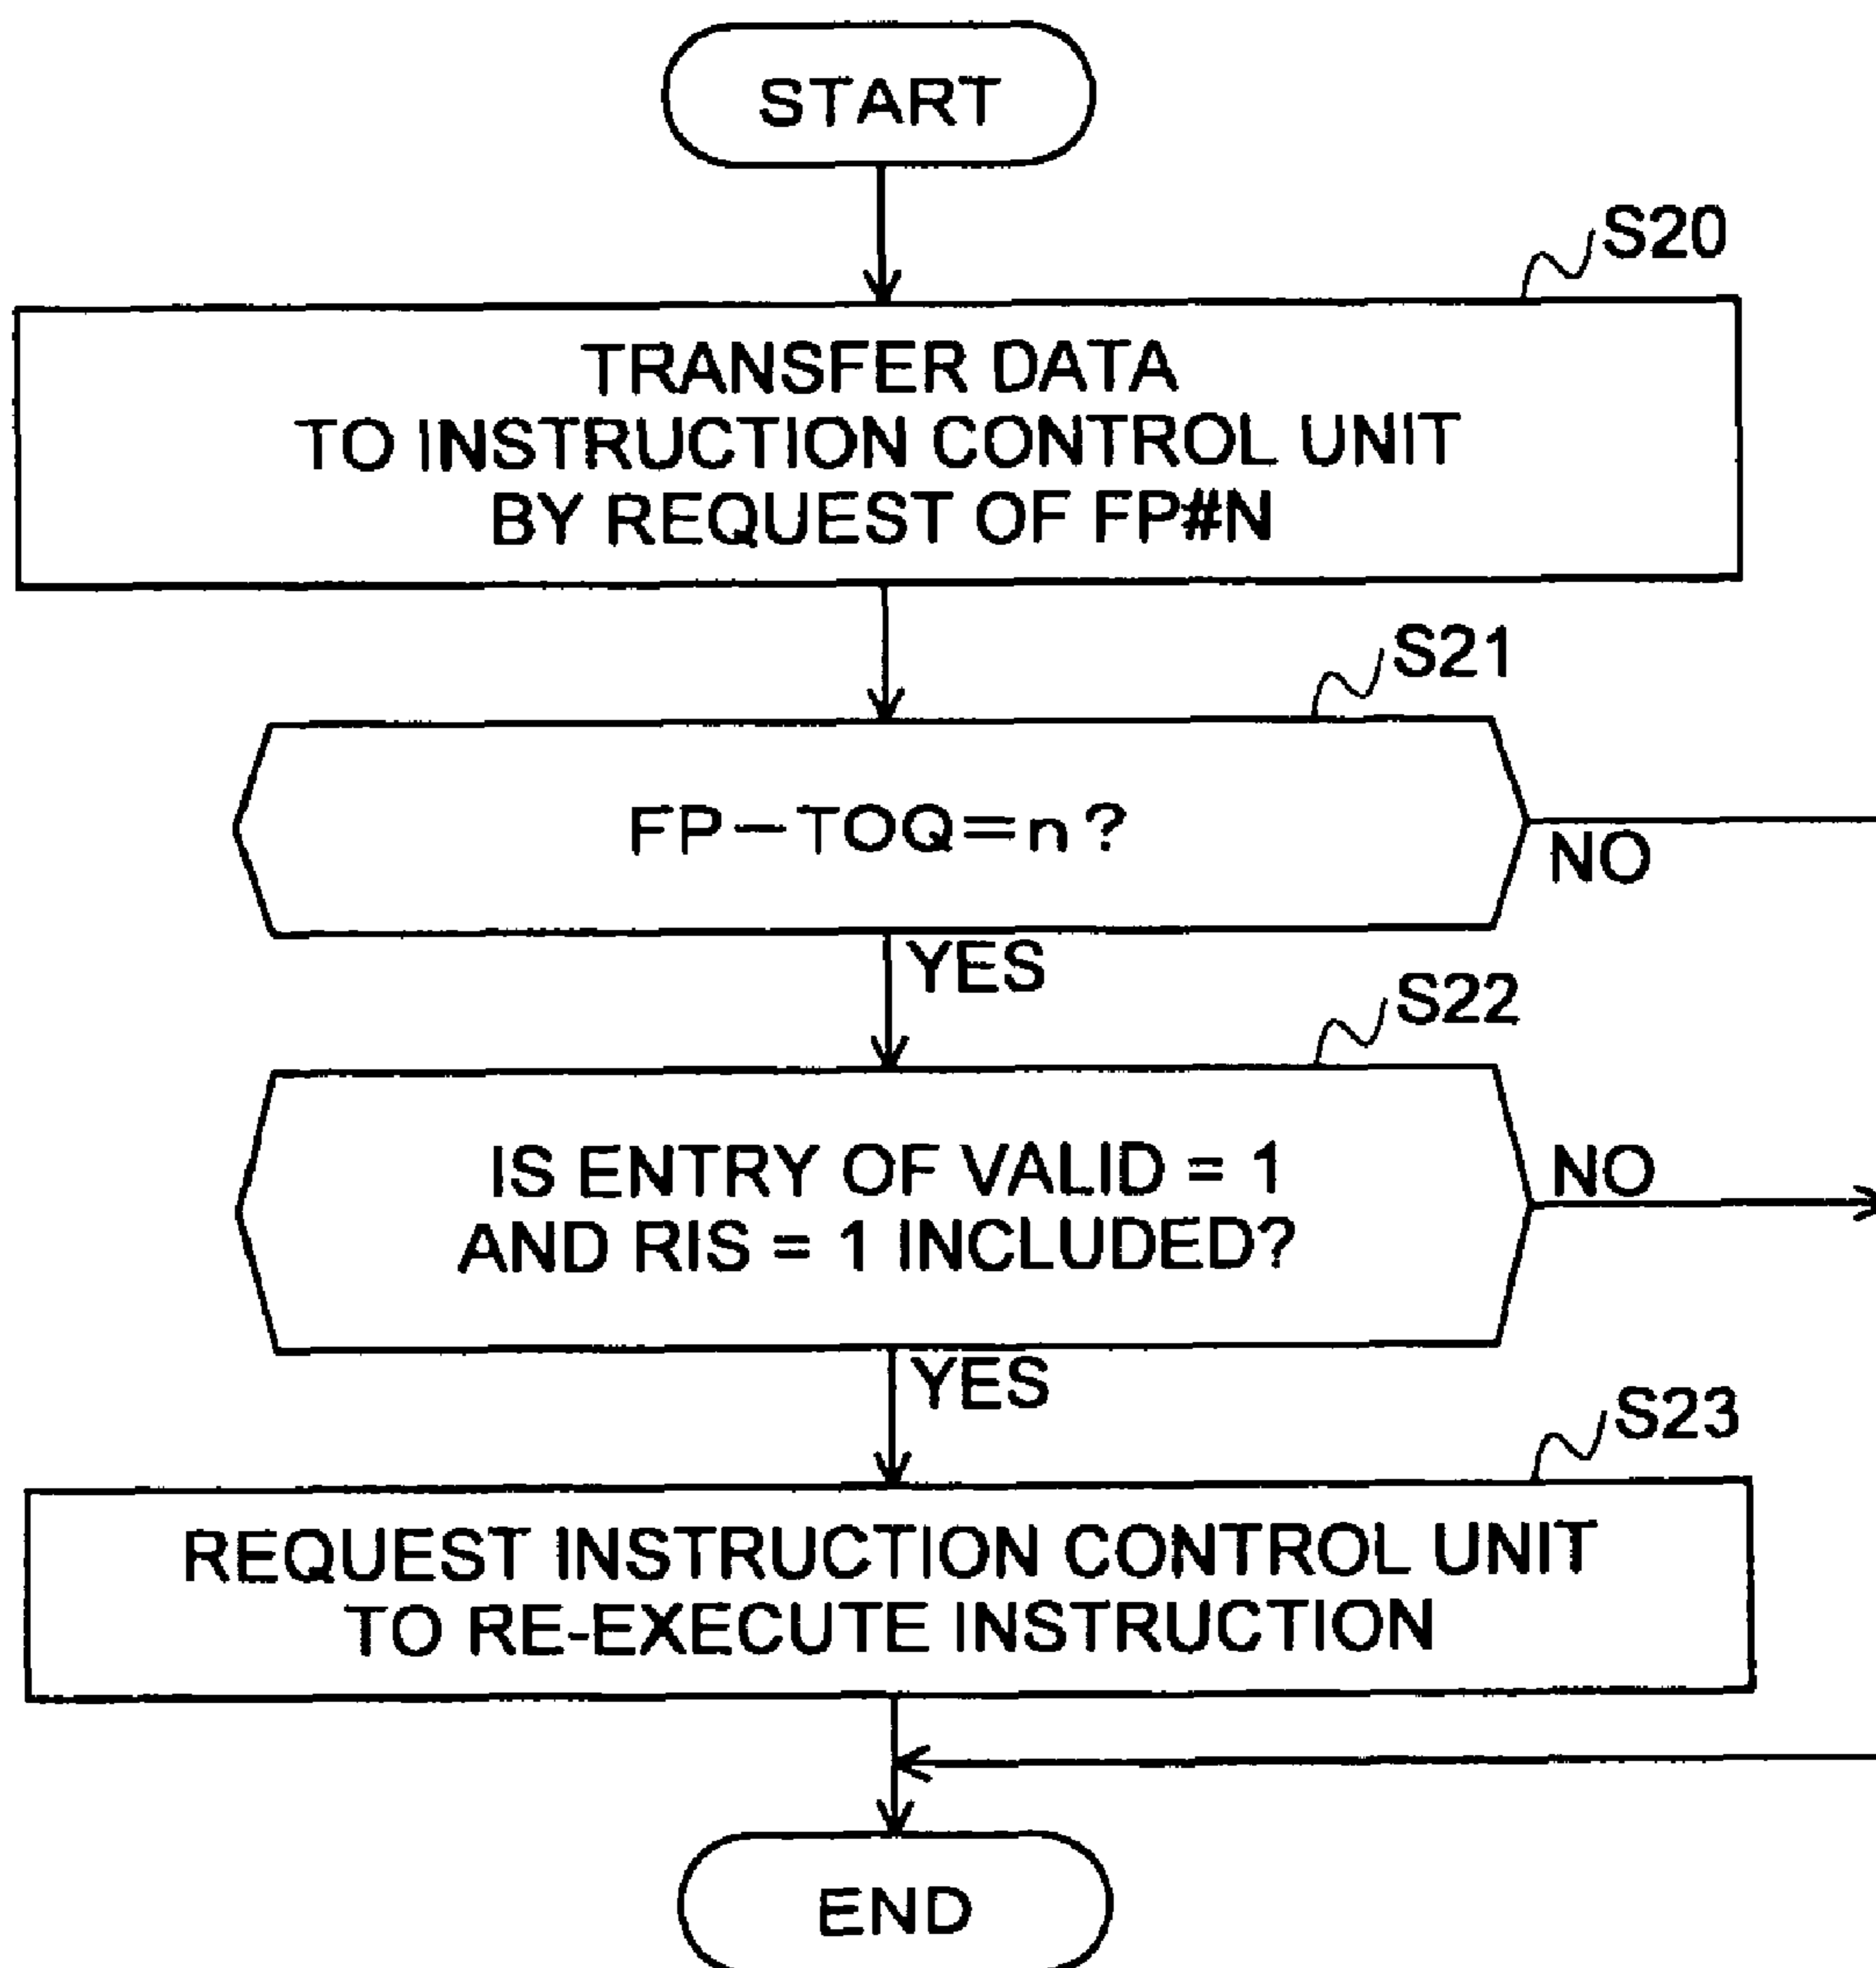 START
S20
TRANSFER DATA
TO INSTRUCTION CONTROL UNIT
BY REQUEST OF FP#N
S21
FP-TOQ=n?
NO
YES
S22
IS ENTRY OF VALID = 1
AND RIS = 1 INCLUDED?
NO
YES
S23
REQUEST INSTRUCTION CONTROL UNIT
TO RE-EXECUTE INSTRUCTION
END